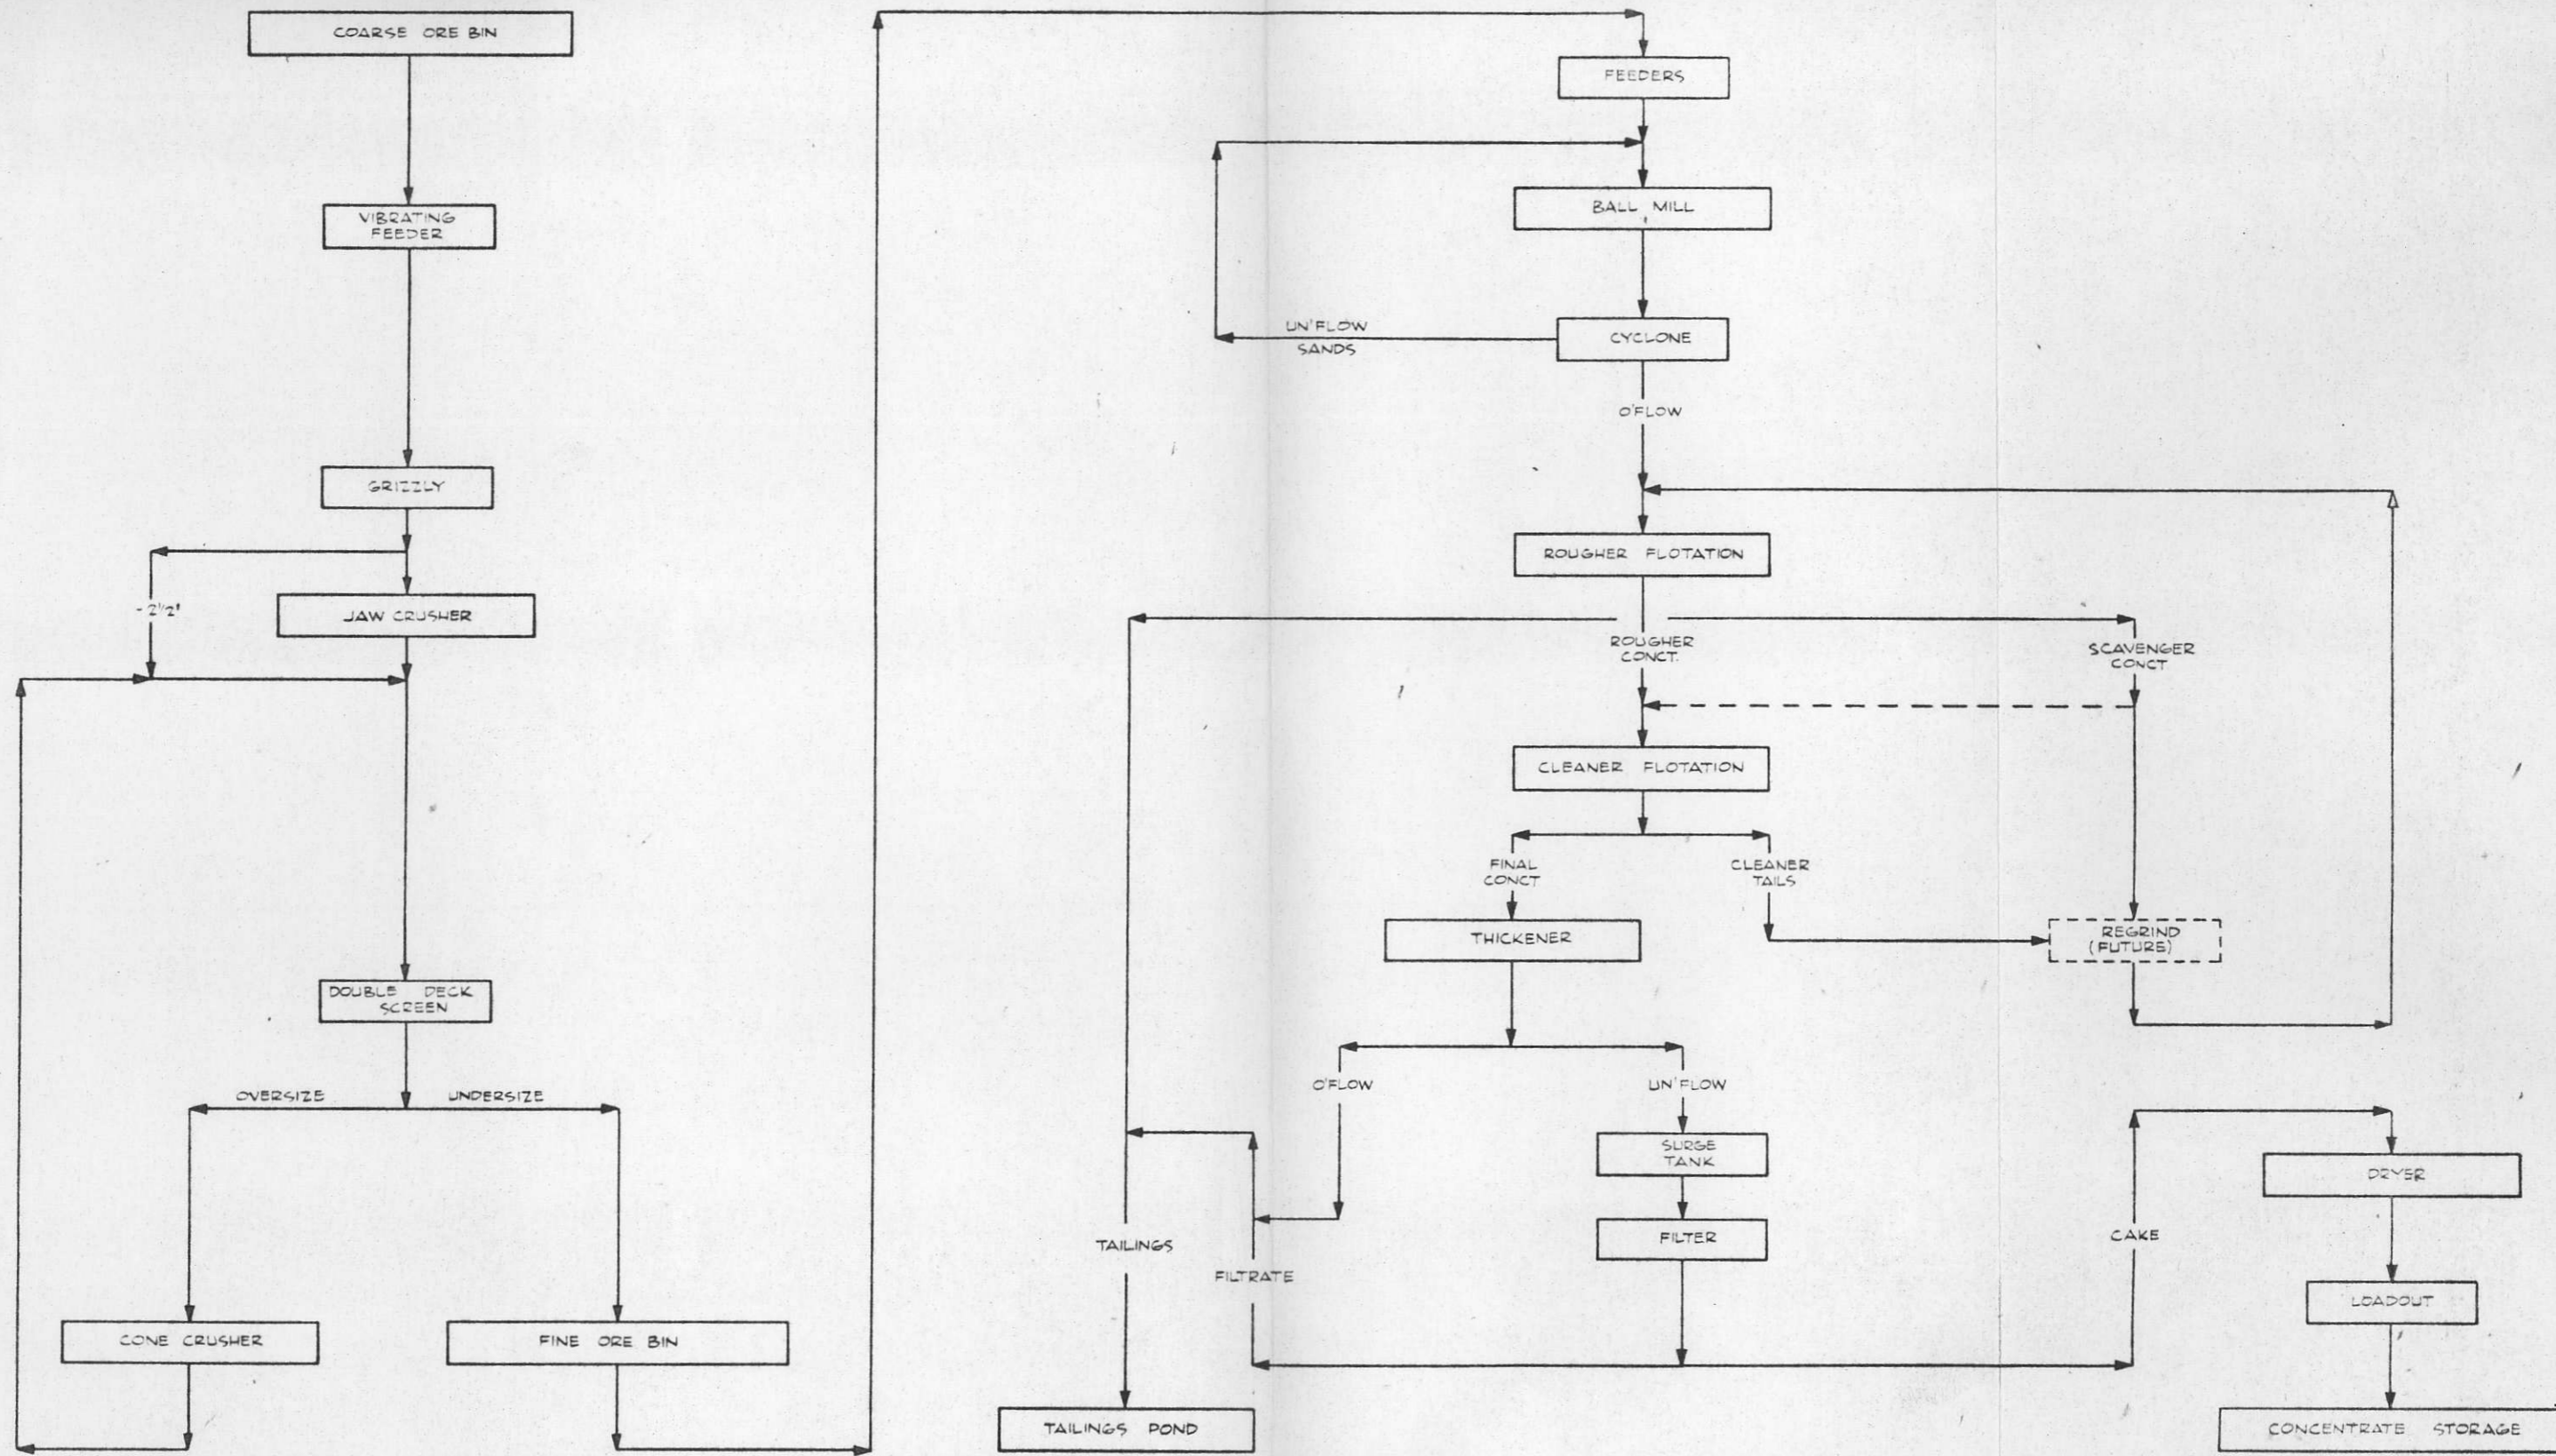 COARSE ORE BIN
VIBRATING
FEEDER
GRIZZLY
- 2 1/2"
JAW CRUSHER
DOUBLE DECK
SCREEN
OVERSIZE
UNDERSIZE
CONE CRUSHER
FINE ORE BIN
FEEDERS
BALL MILL
UN'FLOW
SANDS
CYCLONE
O'FLOW
ROUGHER FLOTATION
ROUGHER
CONCT.
SCAVENGER
CONCT
CLEANER FLOTATION
FINAL
CONCT
CLEANER
TAILS
THICKENER
REGRIND
(FUTURE)
O'FLOW
UN'FLOW
SURGE
TANK
FILTER
TAILINGS
FILTRATE
CAKE
DRYER
LOADOUT
TAILINGS POND
CONCENTRATE STORAGE